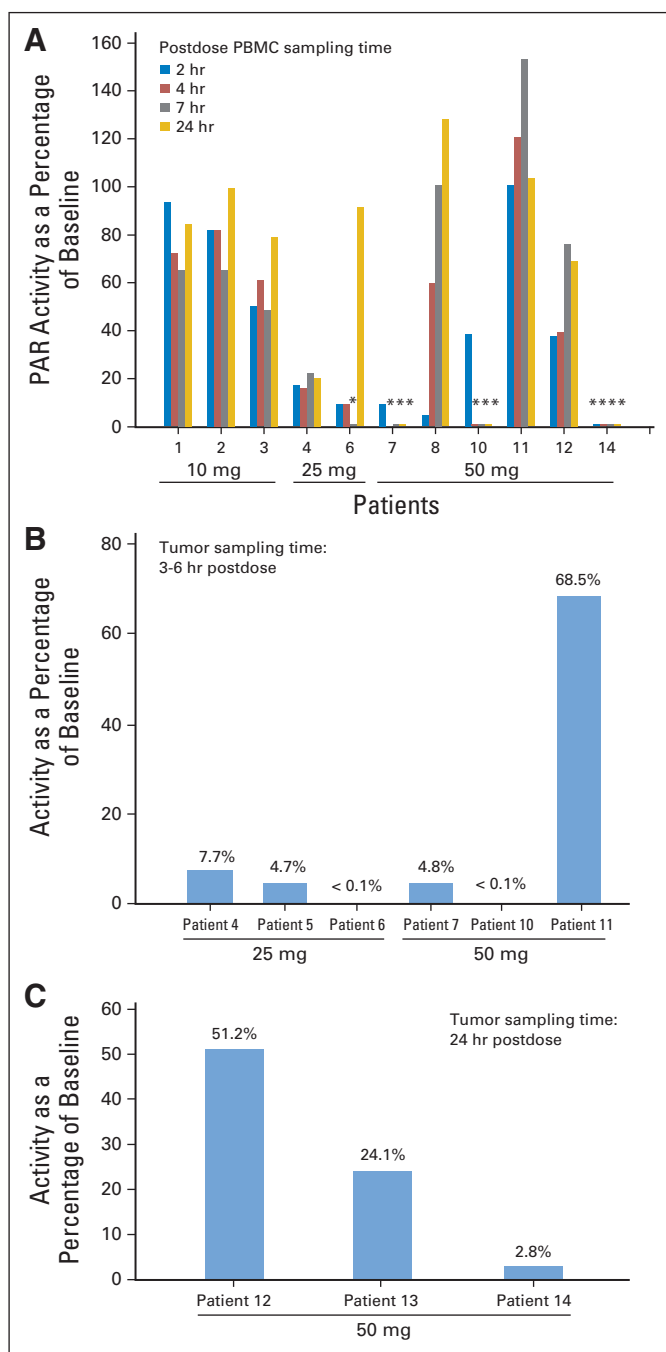 A
PAR Activity as a Percentage
of Baseline
160
140
120
100
80
60
40
20
0
Postdose PBMC sampling time
2 hr
4 hr
7 hr
24 hr
*
***
***
****
1 2 3 4 6 7 8 10 11 12 14
10 mg 25 mg 50 mg
Patients
B
Activity as a Percentage
of Baseline
80
60
40
20
0
Tumor sampling time:
3-6 hr postdose
7.7% 4.7% < 0.1% 4.8% < 0.1% 68.5%
Patient 4 Patient 5 Patient 6 Patient 7 Patient 10 Patient 11
25 mg 50 mg
C
Activity as a
Percentage of Baseline
60
50
40
30
20
10
0
Tumor sampling time:
24 hr postdose
51.2% 24.1% 2.8%
Patient 12 Patient 13 Patient 14
50 mg